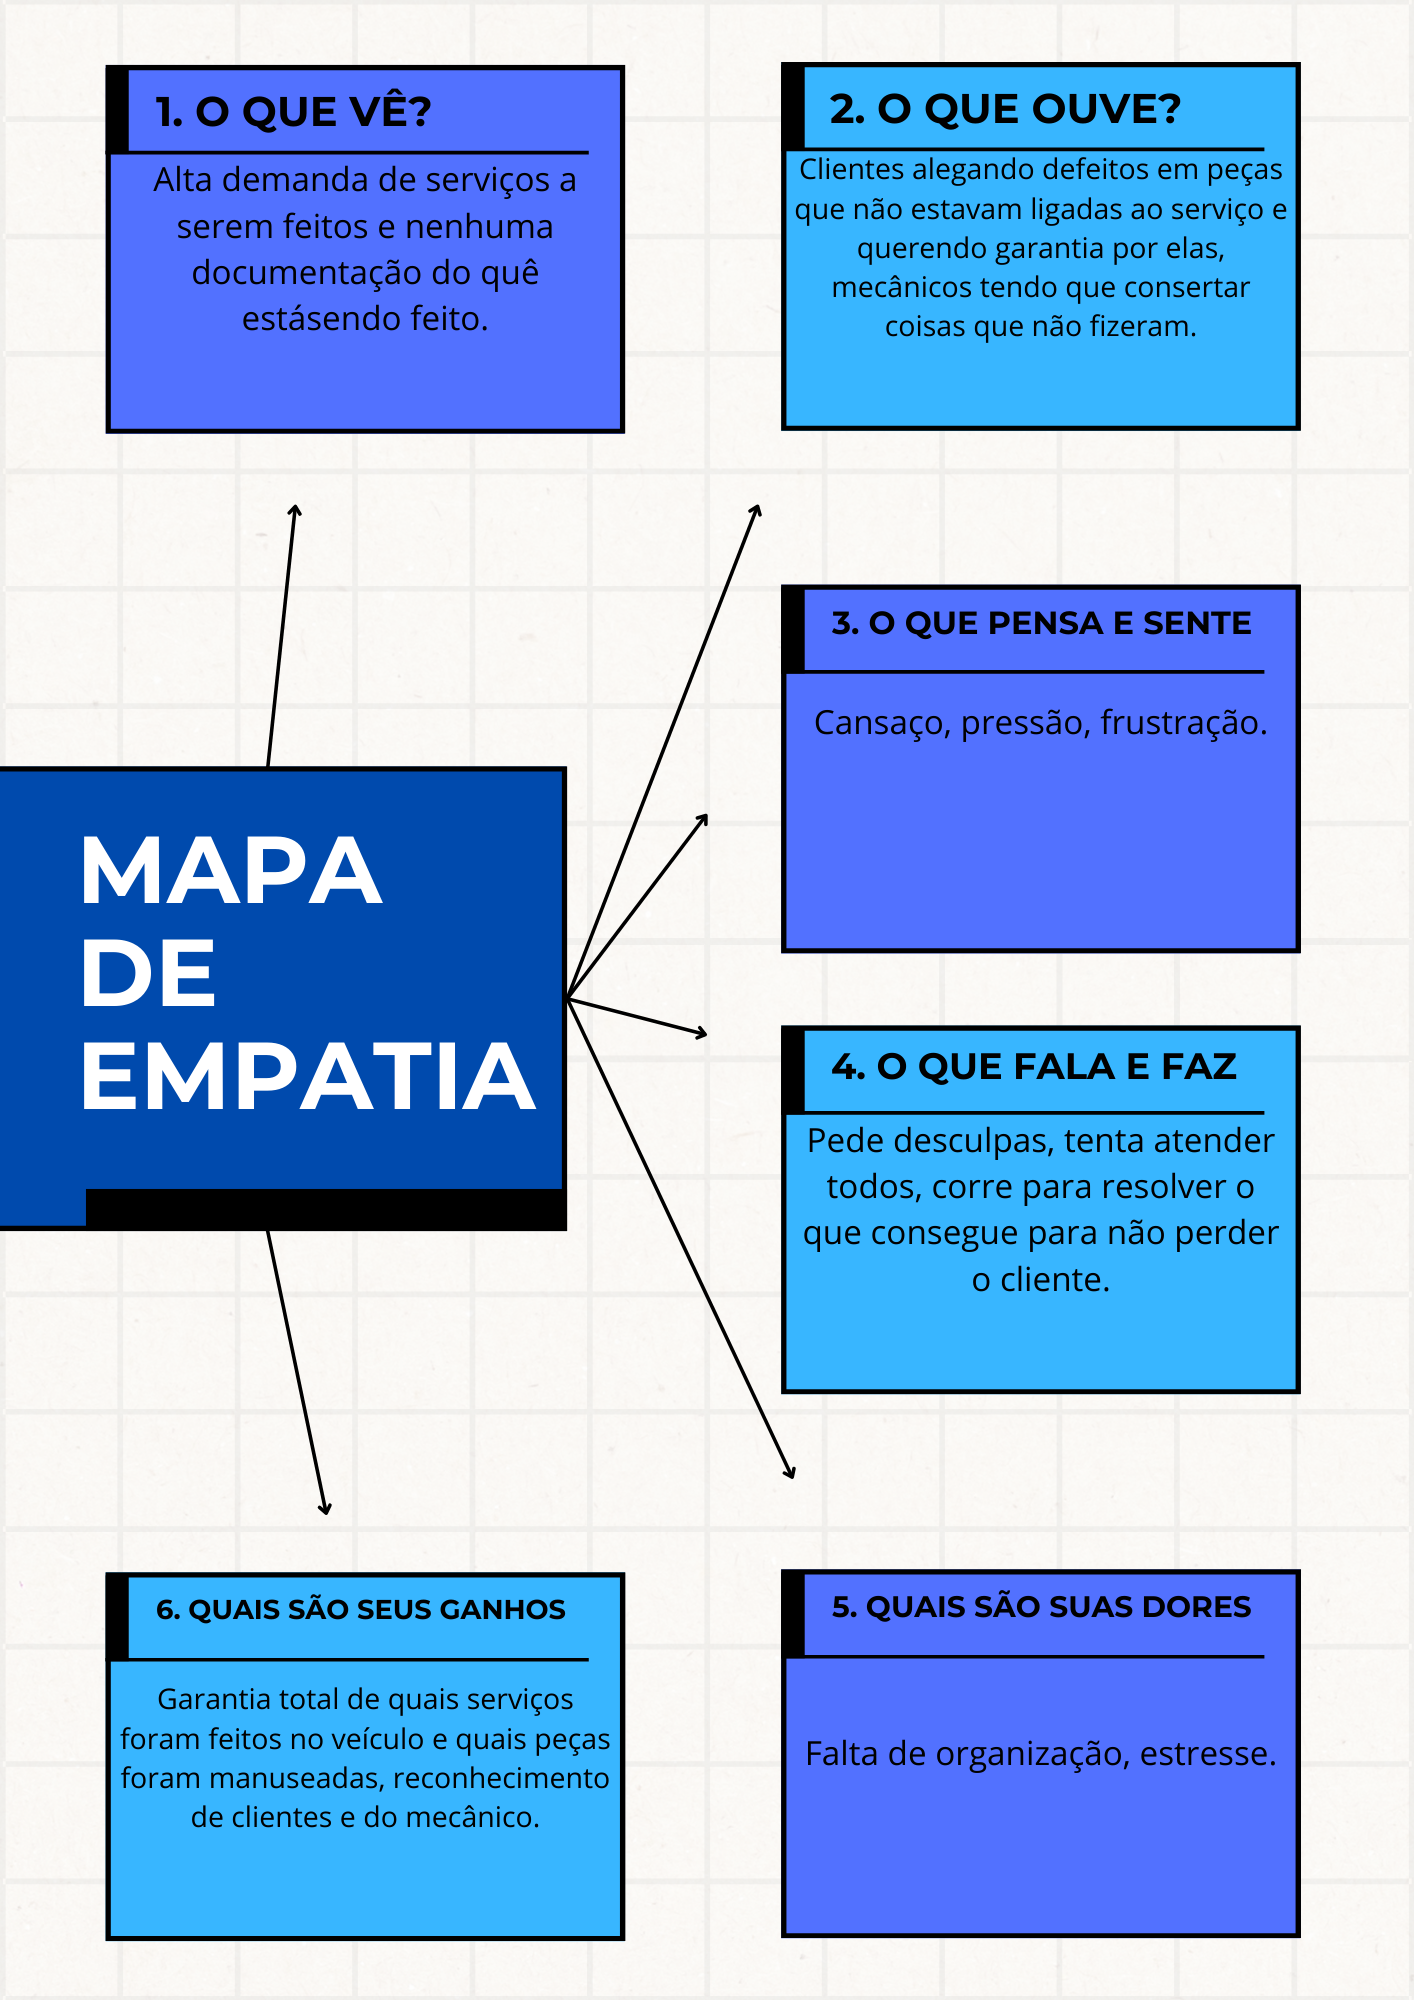 1. O QUE VÊ?
Alta demanda de serviços a
serem feitos e nenhuma
documentação do quê
estásendo feito.
2. O QUE OUVE?
Clientes alegando defeitos em peças
que não estavam ligadas ao serviço e
querendo garantia por elas,
mecânicos tendo que consertar
coisas que não fizeram.
3. O QUE PENSA E SENTE
Cansaço, pressão, frustração.
MAPA
DE
EMPATIA
4. O QUE FALA E FAZ
Pede desculpas, tenta atender
todos, corre para resolver o
que consegue para não perder
o cliente.
6. QUAIS SÃO SEUS GANHOS
Garantia total de quais serviços
foram feitos no veículo e quais peças
foram manuseadas, reconhecimento
de clientes e do mecânico.
5. QUAIS SÃO SUAS DORES
Falta de organização, estresse.